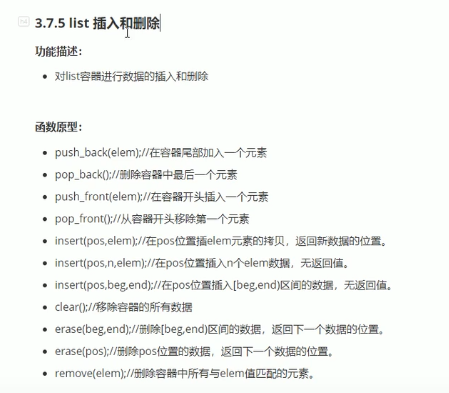 3.7.5 list 插入和删除
功能描述：
对list容器进行数据的插入和删除
函数原型：
push_back(elem);//在容器尾部加入一个元素
pop_back();//删除容器中最后一个元素
push_front(elem);//在容器开头插入一个元素
pop_front();//从容器开头移除第一个元素
insert(pos,elem);//在pos位置插elem元素的拷贝，返回新数据的位置。
insert(pos,n,elem);//在pos位置插入n个elem数据，无返回值。
insert(pos,beg,end);//在pos位置插入[beg,end)区间的数据，无返回值。
clear();//移除容器的所有数据
erase(beg,end);//删除[beg,end)区间的数据，返回下一个数据的位置。
erase(pos);//删除pos位置的数据，返回下一个数据的位置。
remove(elem);//删除容器中所有与elem值匹配的元素。